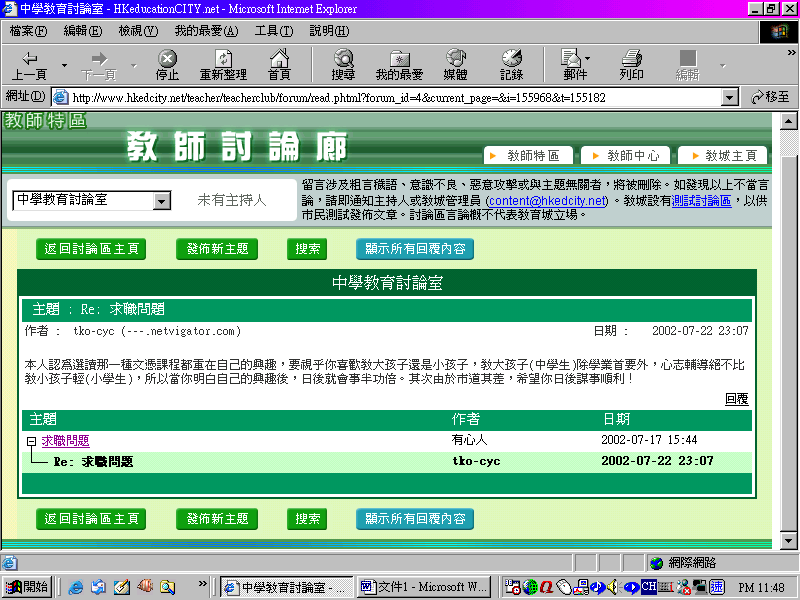 中學教育討論室 - HKeducationCITY.net - Microsoft Internet Explorer
檔案(F) 編輯(E) 檢視(V) 我的最愛(A) 工具(T) 說明(H)
上一頁 下一頁 停止 重新整理 首頁 搜尋 我的最愛 媒體 記錄 郵件 列印 編輯
網址(D) http://www.hkedcity.net/teacher/teacherclub/forum/read.phtml?forum_id=4&current_page=&i=155968&t=155182 移至
教師特區
教師討論廊
教師特區 教師中心 教城主頁
中學教育討論室 未有主持人
留言涉及粗言穢語、意識不良、惡意攻擊或與主題無關者，將被刪除。如發現以上不當言
論，請即通知主持人或教城管理員 (content@hkedcity.net) 。教城設有測試討論區，以供
市民測試發佈文章。討論區言論概不代表教育城立場。
返回討論區主頁 發佈新主題 搜索 顯示所有回覆內容
中學教育討論室
主題 : Re: 求職問題
作者 : tko-cyc (---.netvigator.com) 日期 : 2002-07-22 23:07
本人認為選讀那一種文憑課程都重在自己的興趣，要視乎你喜歡教大孩子還是小孩子，教大孩子(中學生)除學業首要外，心志輔導絕不比
教小孩子輕(小學生)，所以當你明白自己的興趣後，日後就會事半功倍。其次由於市道其差，希望你日後謀事順利！
回覆
主題 作者 日期
求職問題 有心人 2002-07-17 15:44
Re: 求職問題 tko-cyc 2002-07-22 23:07
返回討論區主頁 發佈新主題 搜索 顯示所有回覆內容
網際網路
開始 » 中學教育討論室 - ... 文件1 - Microsoft W... CH 速 PM 11:48